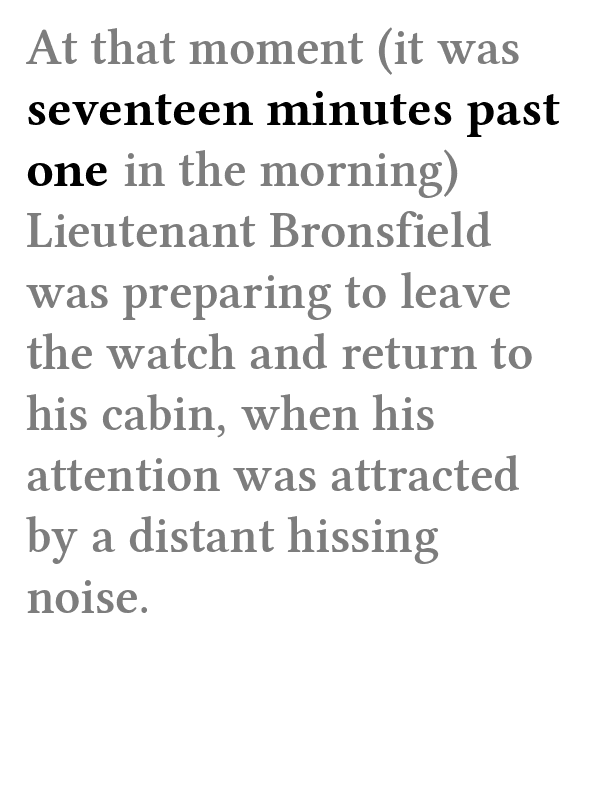 At that moment (it was
seventeen minutes past
one in the morning)
Lieutenant Bronsfield
was preparing to leave
the watch and return to
his cabin, when his
attention was attracted
by a distant hissing
noise.